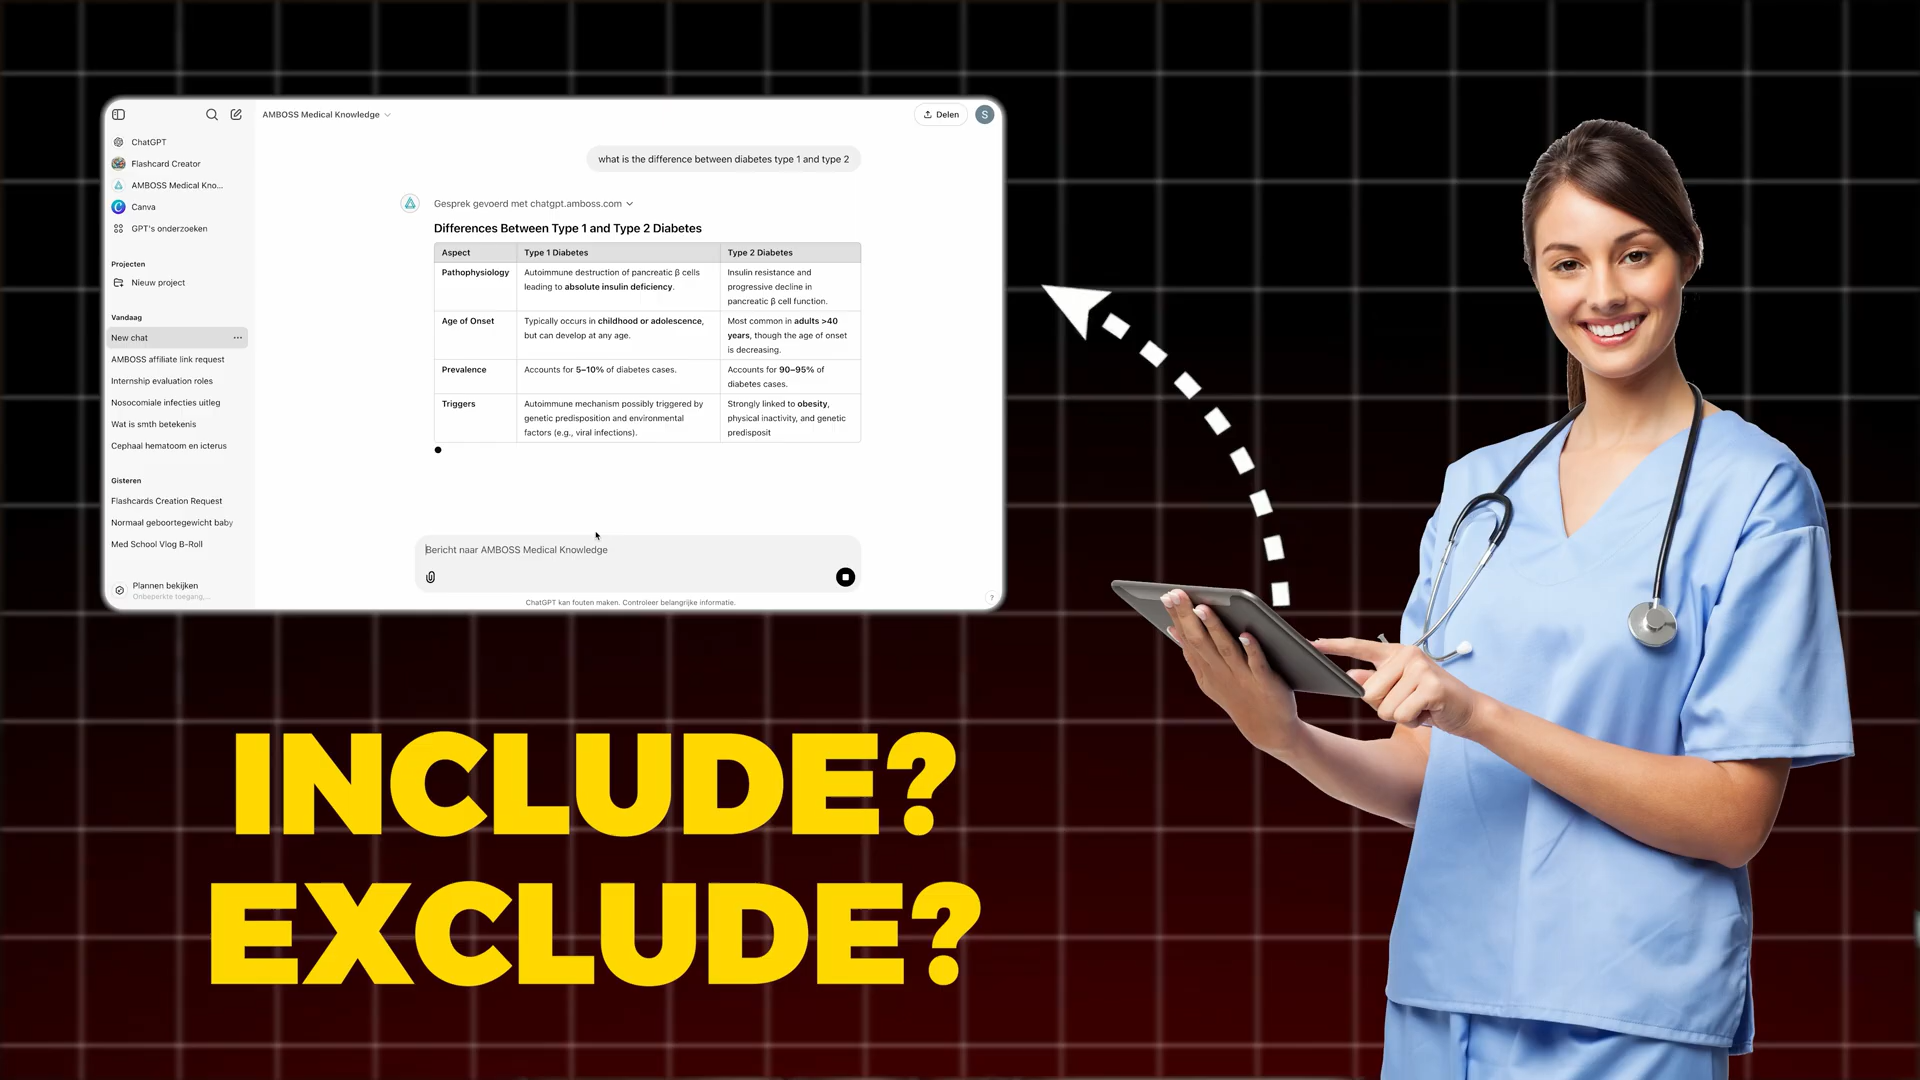 AMBOSS Medical Knowledge
Delen
S
ChatGPT
Flashcard Creator
AMBOSS Medical Kno...
Canva
GPT's onderzoeken
Projecten
Nieuw project
Vandaag
New chat
AMBOSS affiliate link request
Internship evaluation roles
Nosocomiale infecties uitleg
Wat is smth betekenis
Cephaal hematoom en icterus
Gisteren
Flashcards Creation Request
Normaal geboortegewicht baby
Med School Vlog B-Roll
Plannen bekijken
Onbeperkte toegang,...
what is the difference between diabetes type 1 and type 2
Gesprek gevoerd met chatgpt.amboss.com
Differences Between Type 1 and Type 2 Diabetes
Aspect Type 1 Diabetes Type 2 Diabetes
Pathophysiology
Autoimmune destruction of pancreatic β cells
leading to absolute insulin deficiency.
Insulin resistance and
progressive decline in
pancreatic β cell function.
Age of Onset
Typically occurs in childhood or adolescence,
but can develop at any age.
Most common in adults >40
years, though the age of onset
is decreasing.
Prevalence
Accounts for 5–10% of diabetes cases.
Accounts for 90–95% of
diabetes cases.
Triggers
Autoimmune mechanism possibly triggered by
genetic predisposition and environmental
factors (e.g., viral infections).
Strongly linked to obesity,
physical inactivity, and genetic
predisposit
Bericht naar AMBOSS Medical Knowledge
ChatGPT kan fouten maken. Controleer belangrijke informatie.
?
INCLUDE?
EXCLUDE?